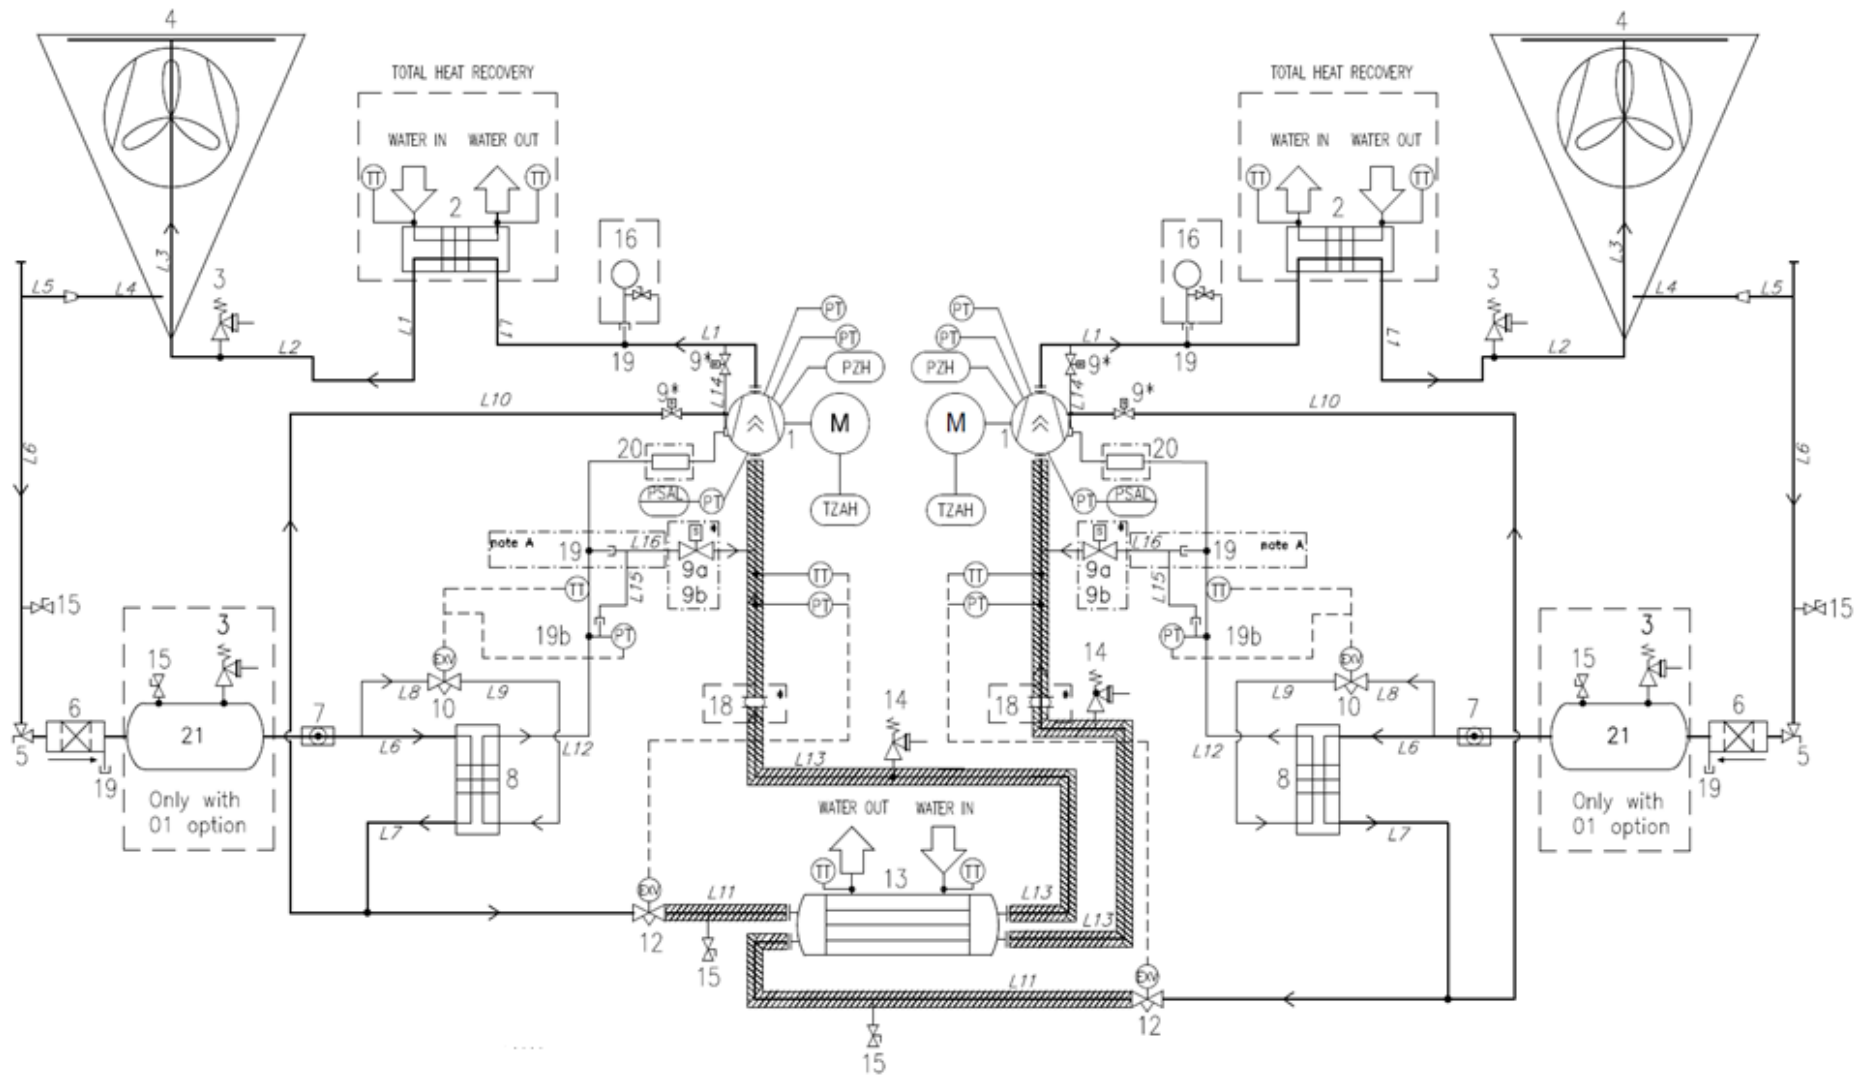 4
4
TOTAL HEAT RECOVERY
TOTAL HEAT RECOVERY
WATER IN
WATER OUT
WATER IN
WATER OUT
TT
TT
TT
TT
2
2
16
16
L3
L3
3
3
L5
L4
L4
L5
L1
L7
L1
PT
PT
L1
L7
L2
19
9*
PT
PT
19
9*
L2
PZH
PZH
L10
9*
L14
L14
9*
L10
1
M
M
1
L6
20
20
L6
PSAL
PT
PT
PSAL
TZAH
TZAH
note A
19
L16
S
S
L16
19
note A
9a
9b
9a
9b
TT
L15
TT
TT
L15
TT
15
PT
PT
15
3
19b
PT
PT
19b
3
15
EXV
14
EXV
15
L8
L9
L9
L8
6
7
10
18
14
18
10
7
6
21
21
5
L6
L12
L12
L6
5
19
8
L13
8
19
Only with
01 option
L7
WATER OUT
WATER IN
L7
Only with
01 option
TT
13
TT
EXV
L11
L13
L13
12
15
EXV
L11
12
15